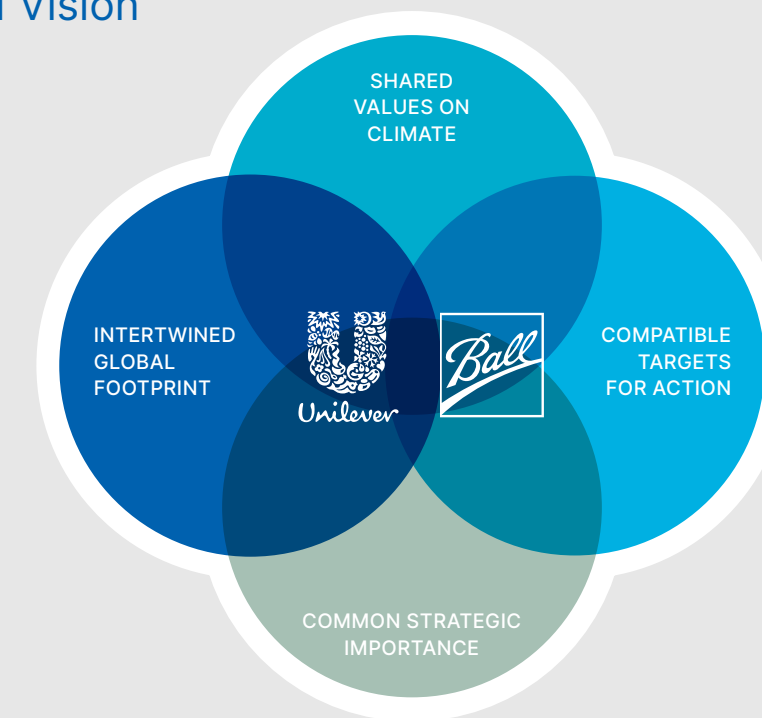 Vision
SHARED
VALUES ON
CLIMATE
INTERTWINED
GLOBAL
FOOTPRINT
Unilever
Ball
COMPATIBLE
TARGETS
FOR ACTION
COMMON STRATEGIC
IMPORTANCE